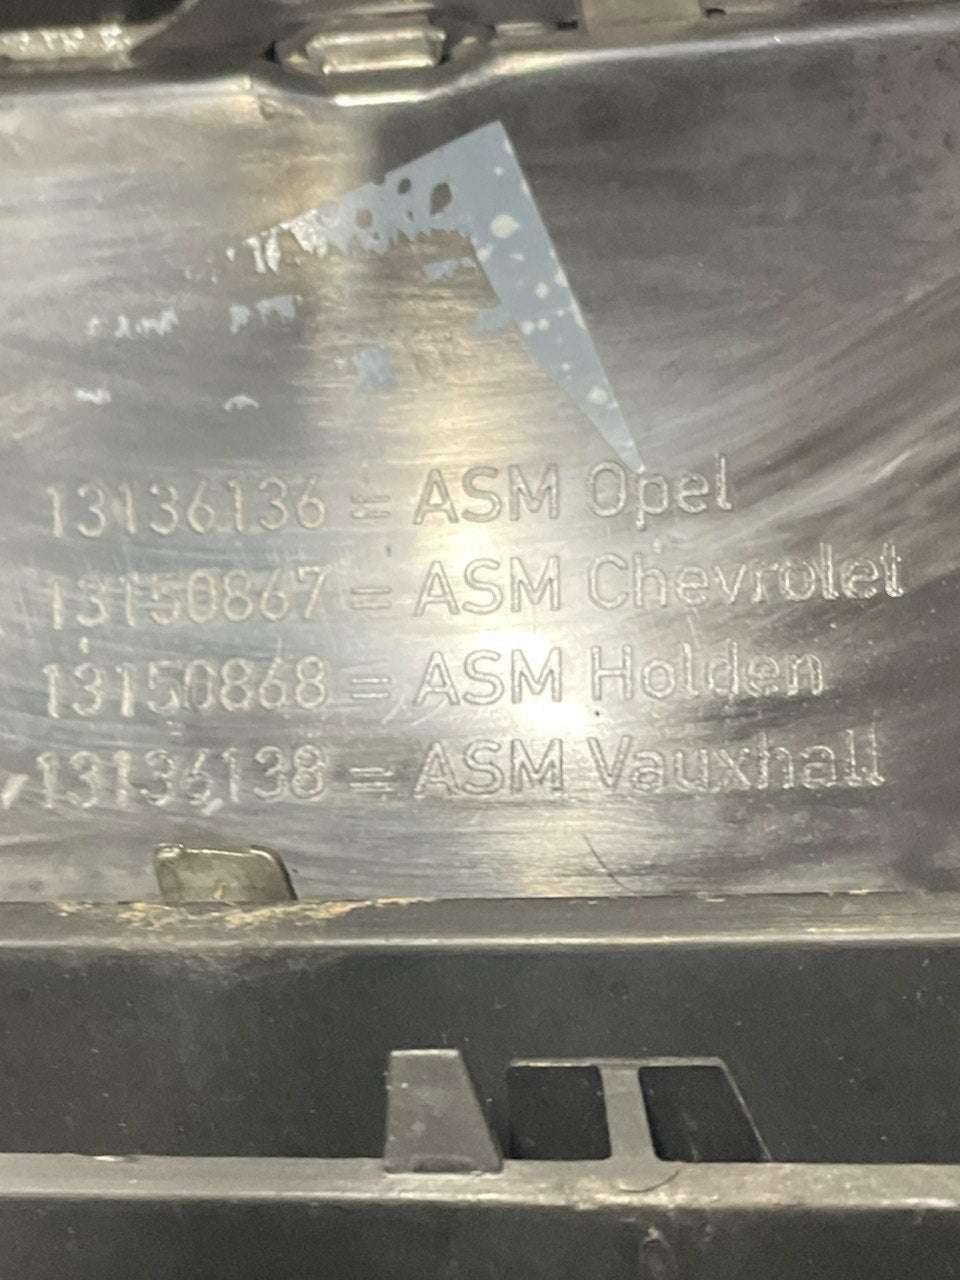 13136136 = ASM Opel
13150867 = ASM Chevrolet
13150868 = ASM Holden
13136138 = ASM Vauxhall